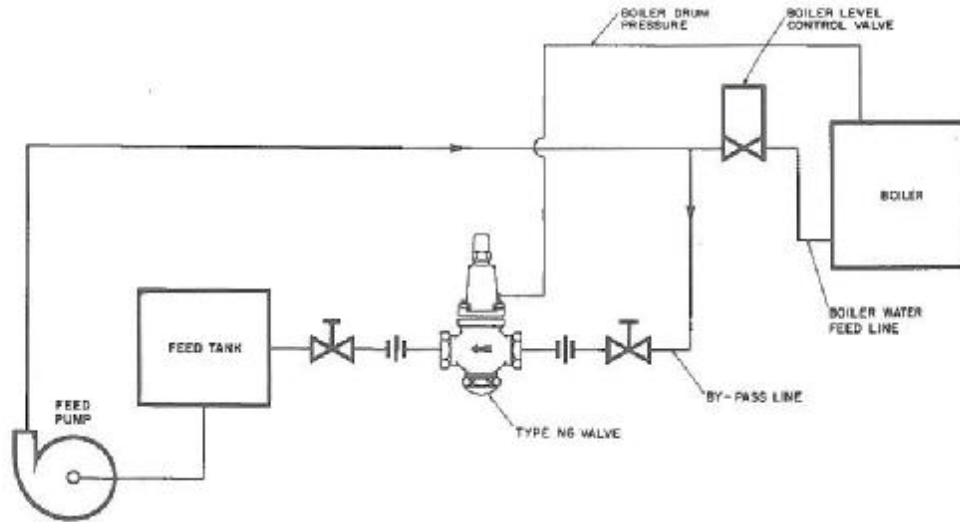 BOILER DRUM
PRESSURE
BOILER LEVEL
CONTROL VALVE
BOILER
BOILER WATER
FEED LINE
FEED TANK
BY-PASS LINE
FEED
PUMP
TYPE NG VALVE